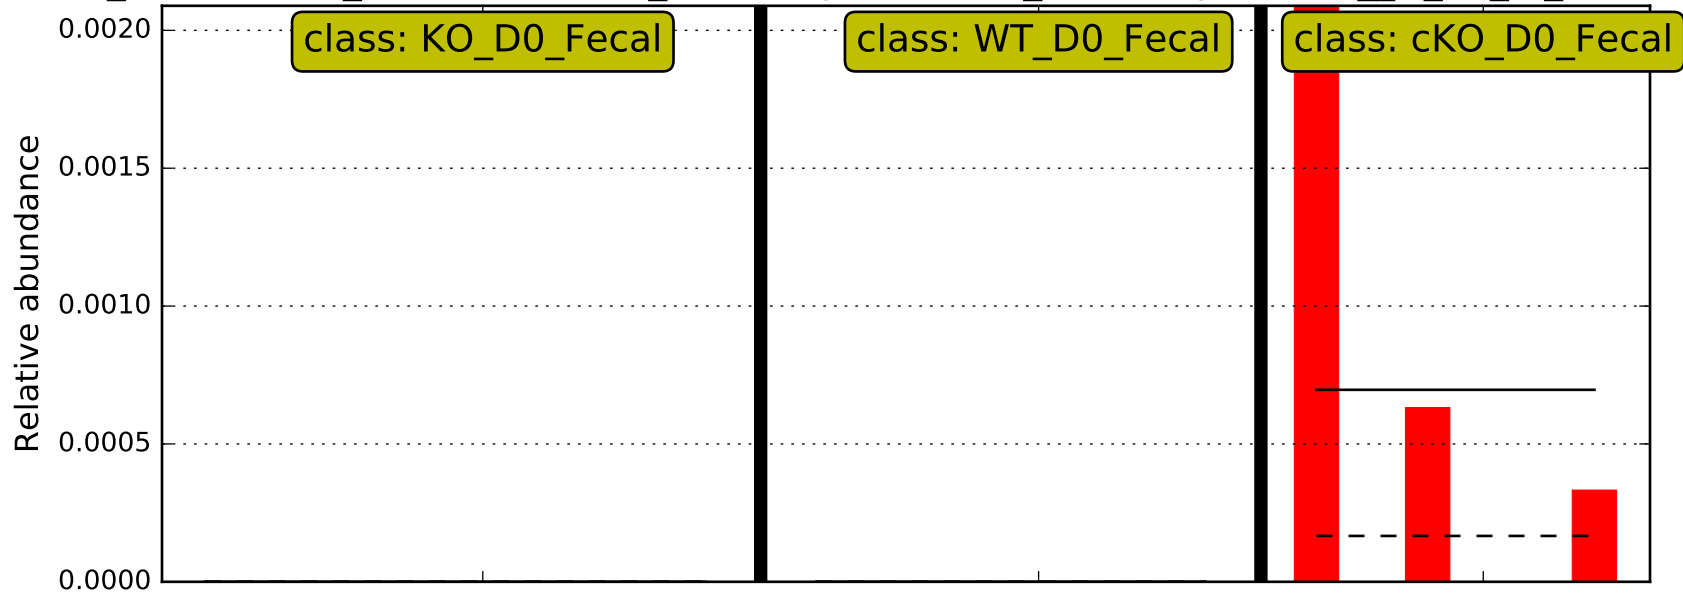 class: KO_D0_Fecal
class: WT_D0_Fecal
class: cKO_D0_Fecal
Relative abundance
0.0020
0.0015
0.0010
0.0005
0.0000